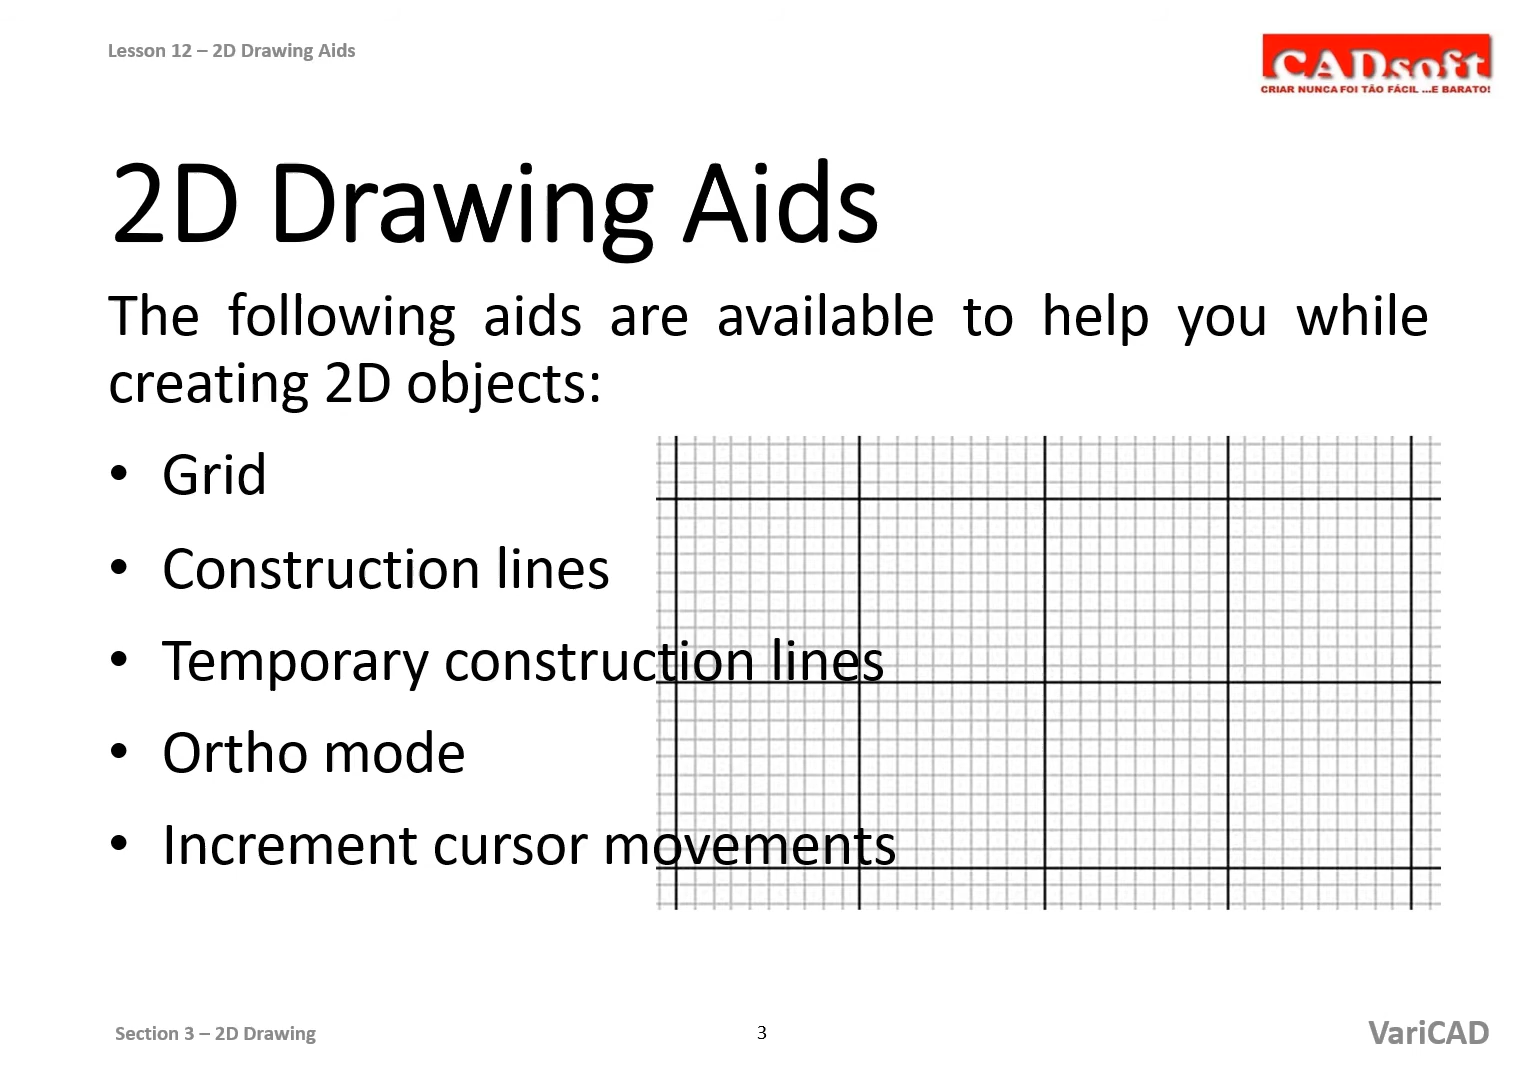 Lesson 12 – 2D Drawing Aids
CADsoft
CRIAR NUNCA FOI TÃO FÁCIL ...E BARATO!
2D Drawing Aids
The following aids are available to help you while
creating 2D objects:
• Grid
• Construction lines
• Temporary construction lines
• Ortho mode
• Increment cursor movements
Section 3 – 2D Drawing
3
VariCAD